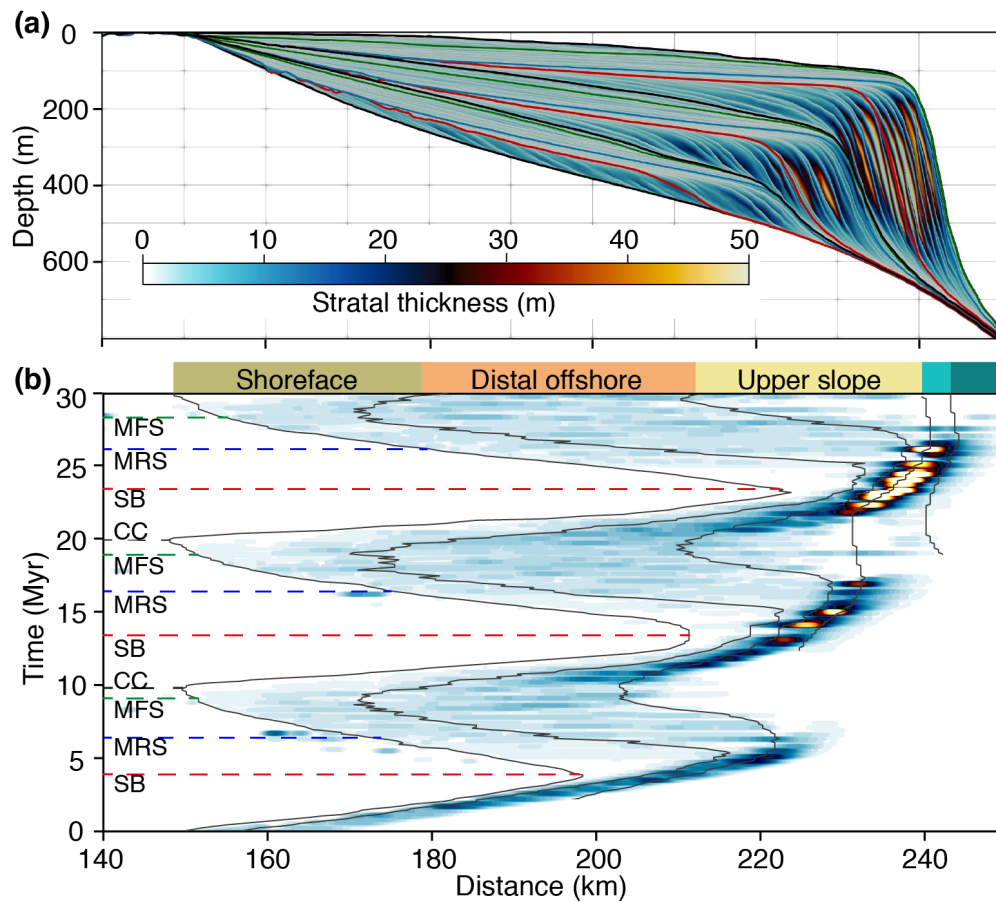 (a)
0
200
400
600
Depth (m)
0 10 20 30 40 50
Stratal thickness (m)
(b)
Shoreface Distal offshore Upper slope
30
MFS
MRS
25
SB
CC
20
MFS
MRS
15
SB
CC
10
MFS
MRS
5
SB
0
Time (Myr)
140 160 180 200 220 240
Distance (km)